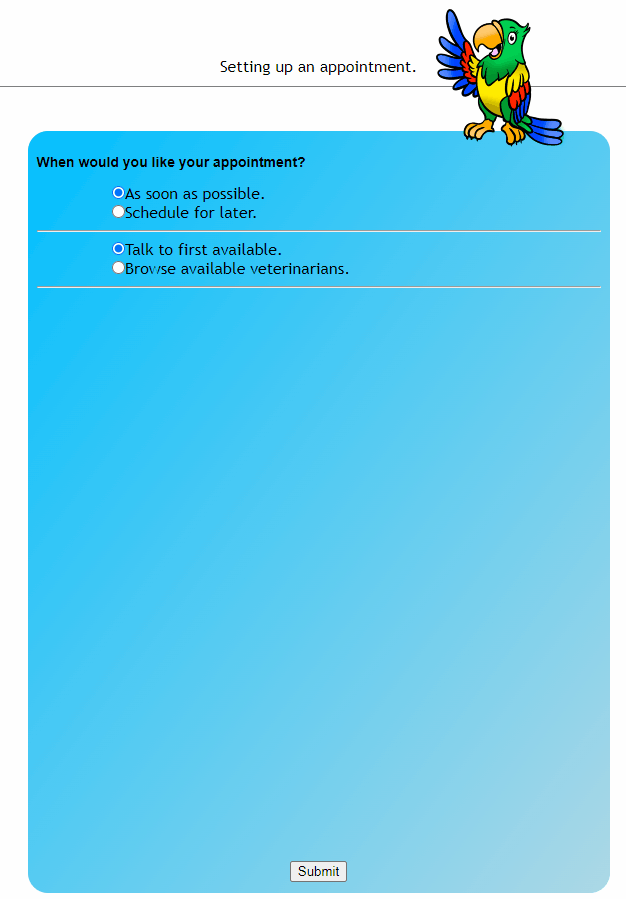 Setting up an appointment.
When would you like your appointment?
As soon as possible.
Schedule for later.
Talk to first available.
Browse available veterinarians.
Submit